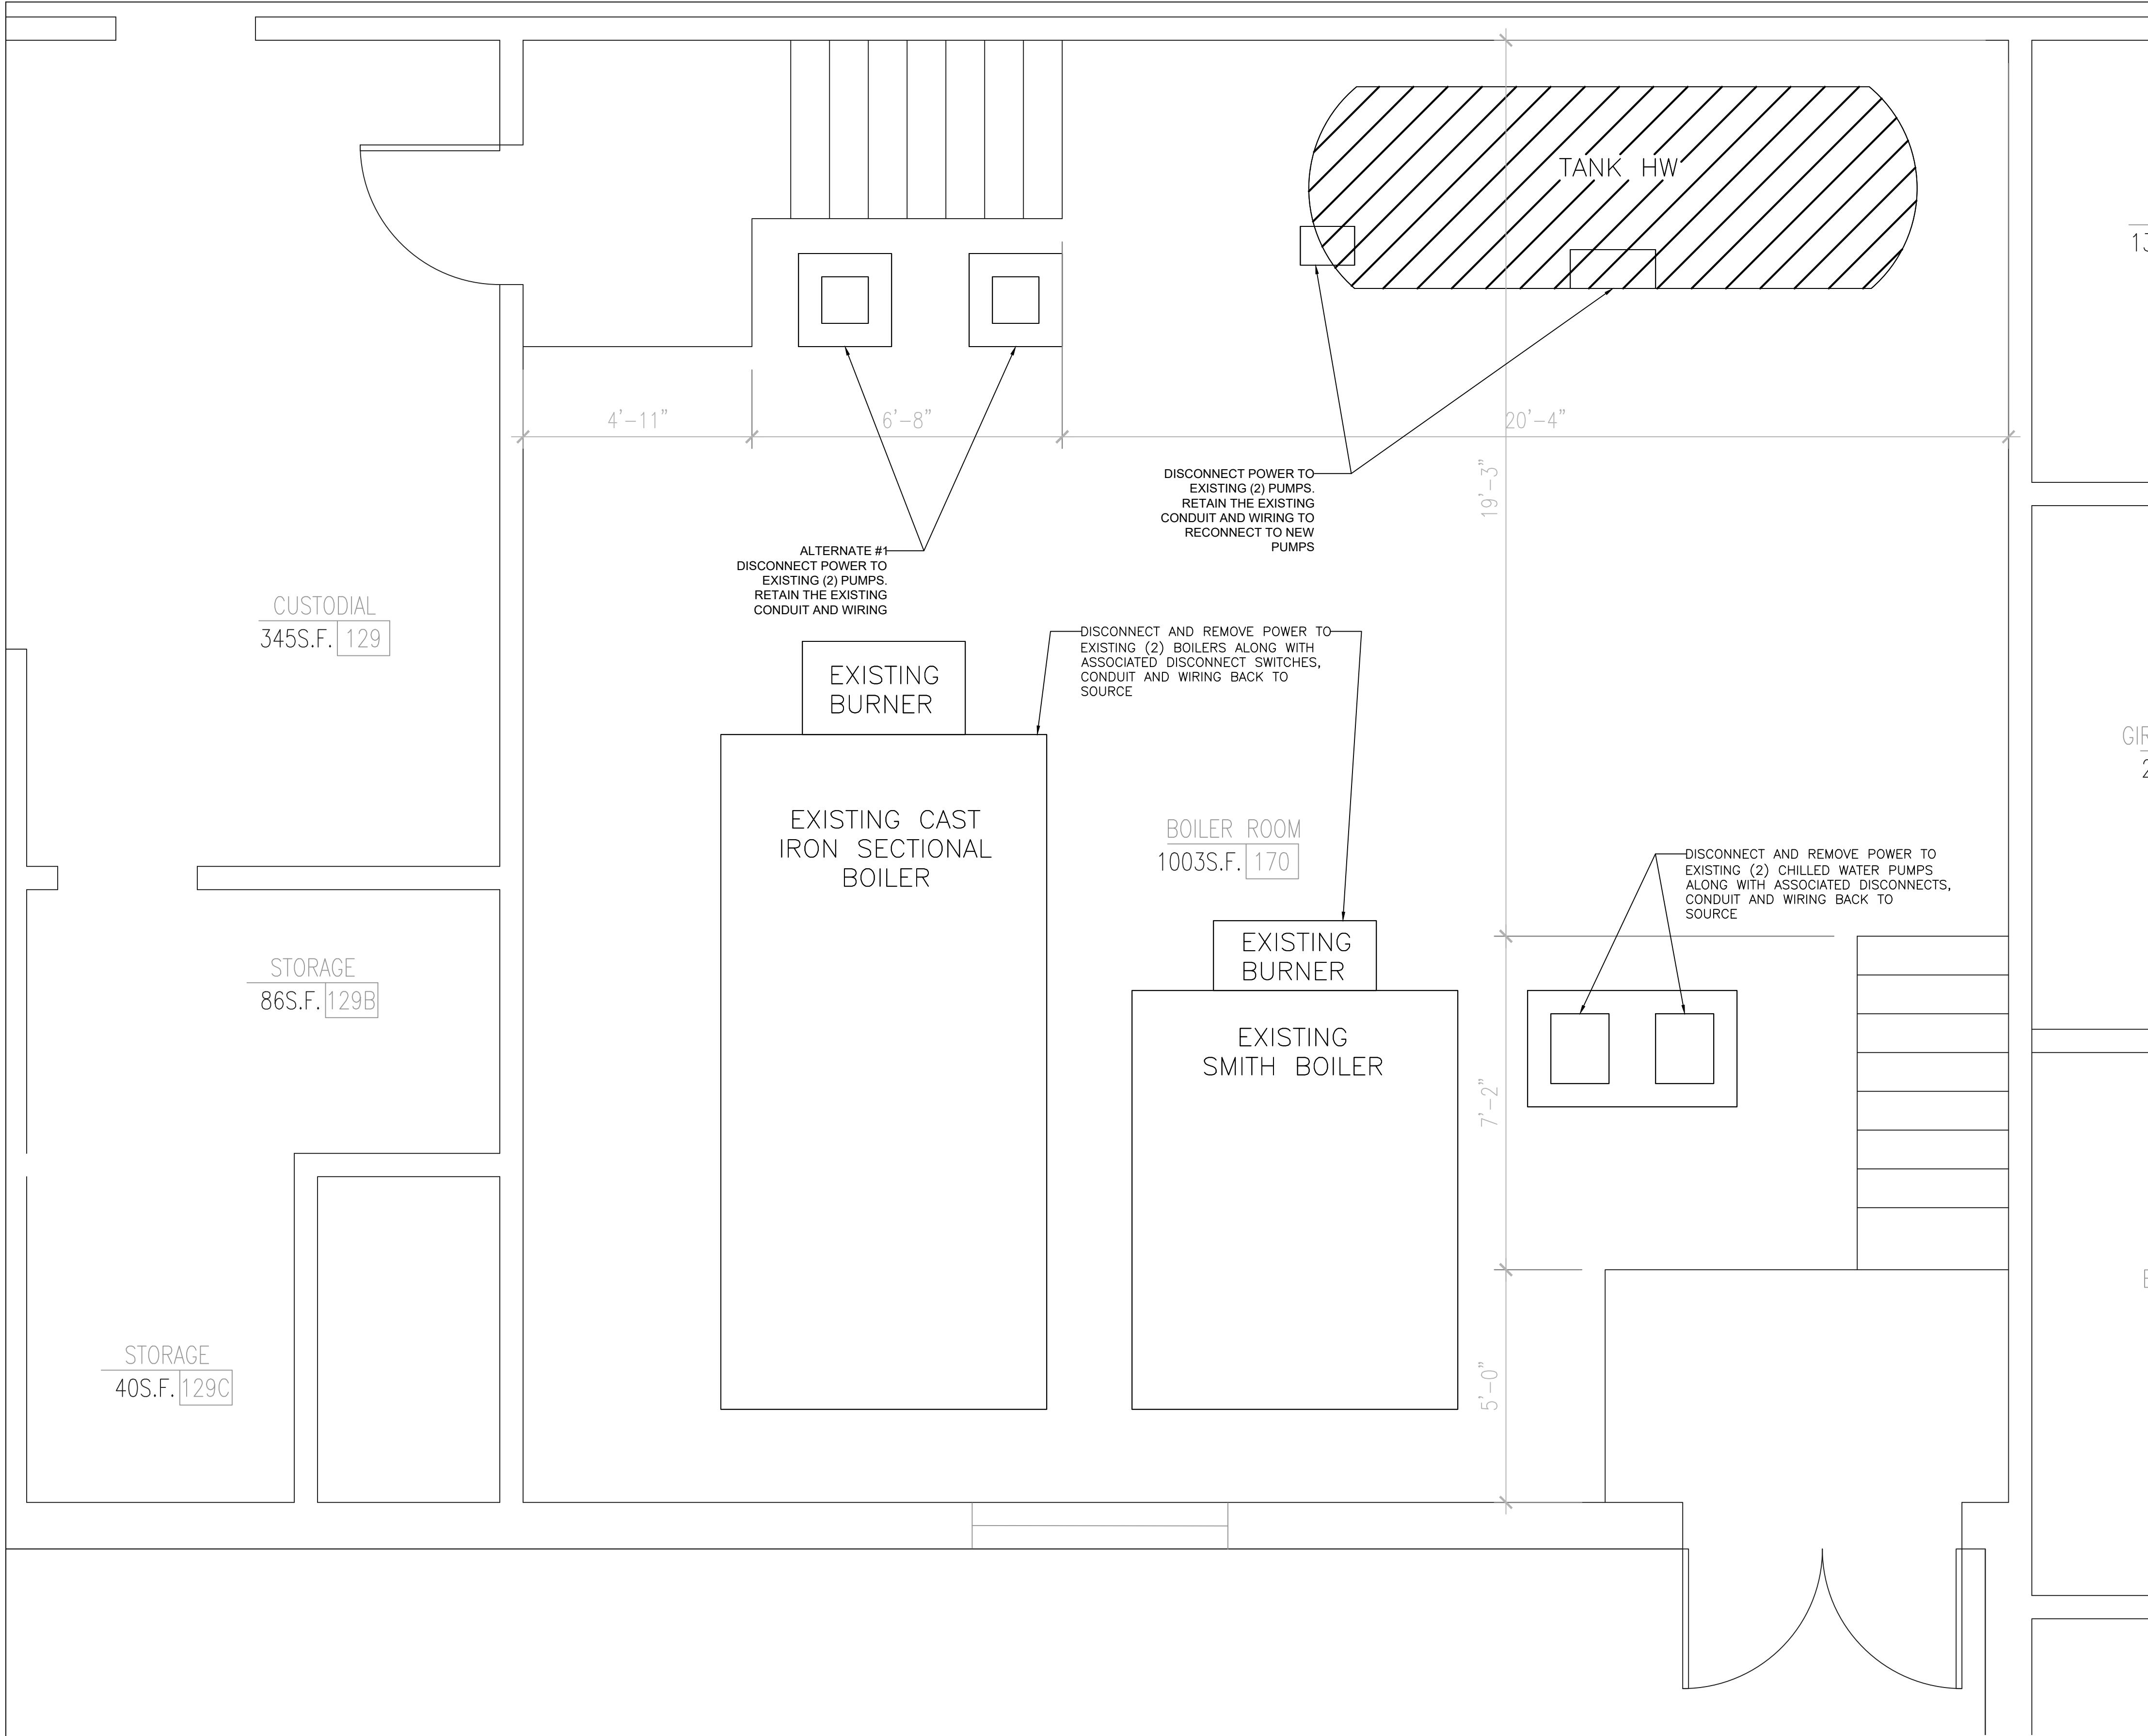 TANK HW
4'-11"
6'-8"
20'-4"
19'-3"
DISCONNECT POWER TO
EXISTING (2) PUMPS.
RETAIN THE EXISTING
CONDUIT AND WIRING TO
RECONNECT TO NEW
PUMPS
ALTERNATE #1
DISCONNECT POWER TO
EXISTING (2) PUMPS.
RETAIN THE EXISTING
CONDUIT AND WIRING
CUSTODIAL
345S.F. 129
DISCONNECT AND REMOVE POWER TO
EXISTING (2) BOILERS ALONG WITH
ASSOCIATED DISCONNECT SWITCHES,
CONDUIT AND WIRING BACK TO
SOURCE
EXISTING
BURNER
EXISTING CAST
IRON SECTIONAL
BOILER
BOILER ROOM
1003S.F. 170
DISCONNECT AND REMOVE POWER TO
EXISTING (2) CHILLED WATER PUMPS
ALONG WITH ASSOCIATED DISCONNECTS,
CONDUIT AND WIRING BACK TO
SOURCE
EXISTING
BURNER
EXISTING
SMITH BOILER
STORAGE
86S.F. 129B
7'-2"
STORAGE
40S.F. 129C
5'-0"